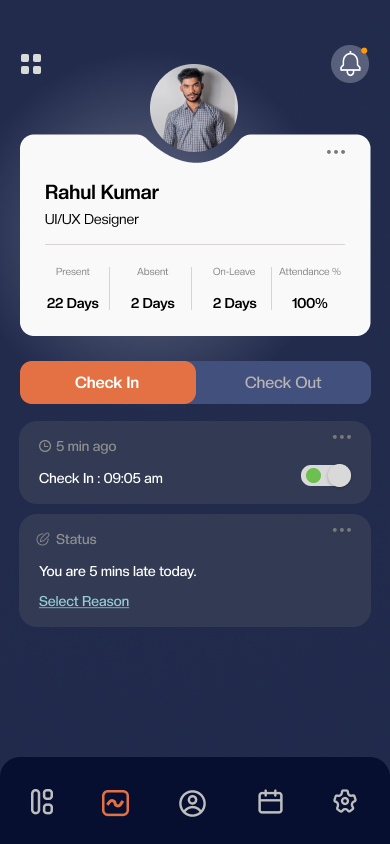 Rahul Kumar
UI/UX Designer
Present Absent On-Leave Attendance %
22 Days 2 Days 2 Days 100%
Check In Check Out
5 min ago
Check In : 09:05 am
Status
You are 5 mins late today.
Select Reason